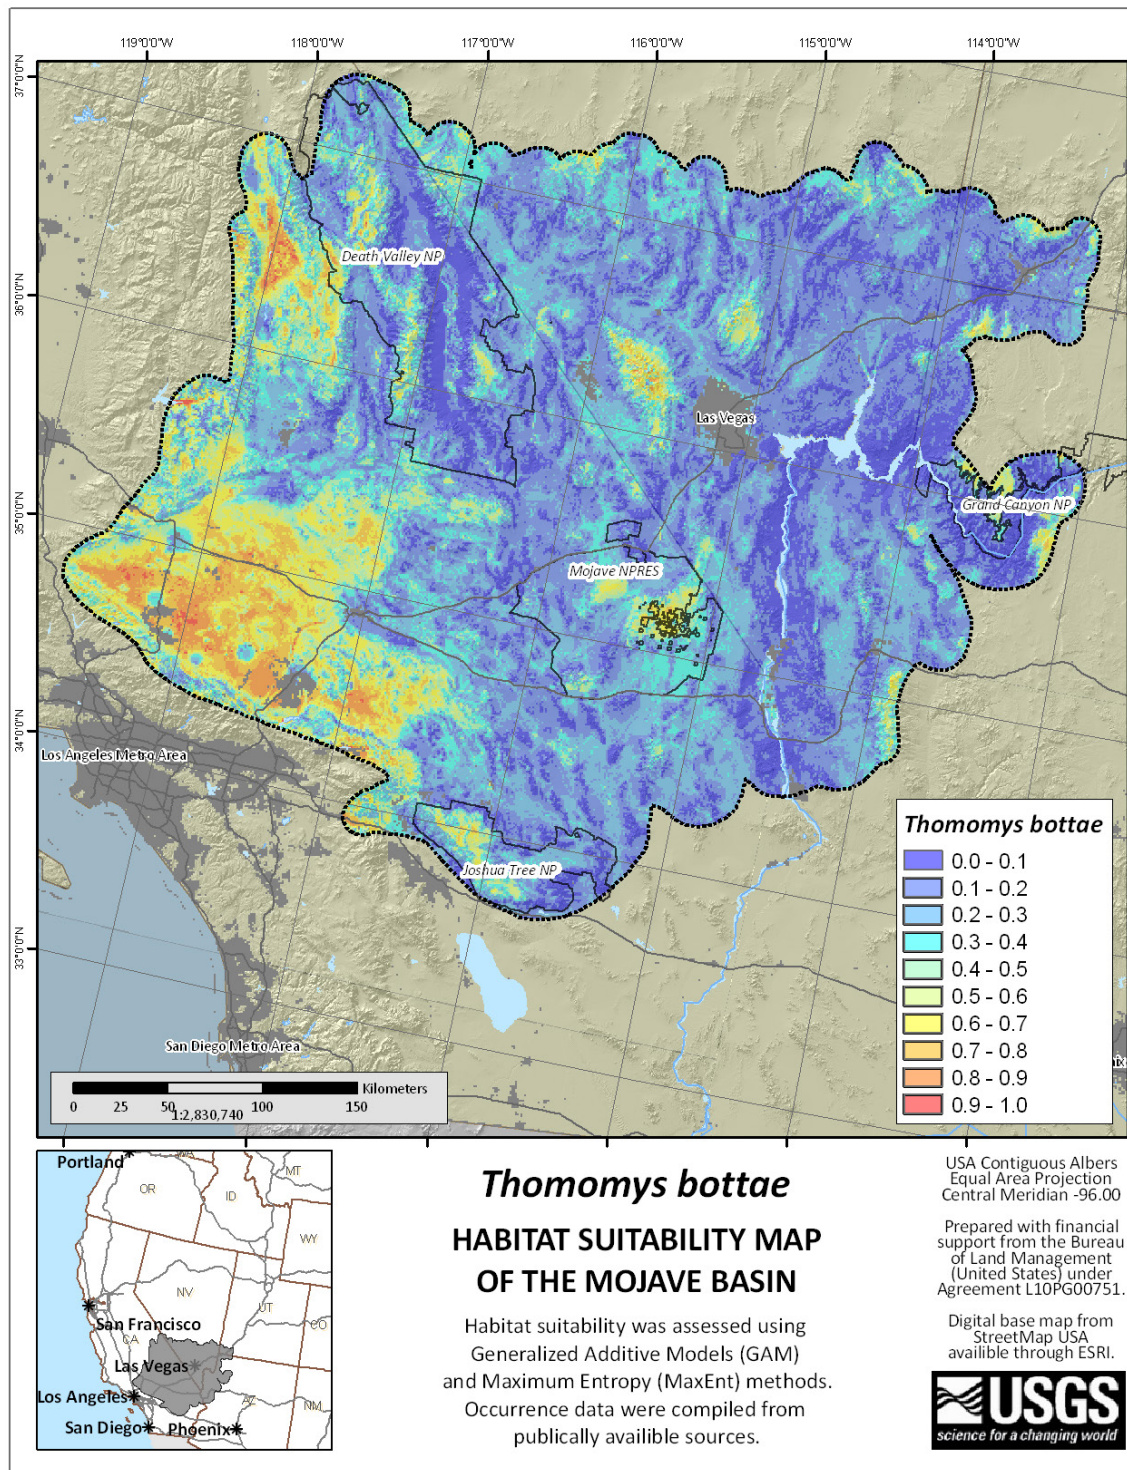 119°0'0"W 118°0'0"W 117°0'0"W 116°0'0"W 115°0'0"W 114°0'0"W
37°0'0"N
36°0'0"N
35°0'0"N
34°0'0"N
33°0'0"N
Death Valley NP
Las Vegas
Grand Canyon NP
Mojave NPRES
Los Angeles Metro Area
Joshua Tree NP
San Diego Metro Area
Thomomys bottae
0.0 - 0.1
0.1 - 0.2
0.2 - 0.3
0.3 - 0.4
0.4 - 0.5
0.5 - 0.6
0.6 - 0.7
0.7 - 0.8
0.8 - 0.9
0.9 - 1.0
Kilometers
0 25 50 100 150
1:2,830,740
Portland
WA
MT
OR
ID
WY
NV
UT
CO
San Francisco
CA
Las Vegas
Los Angeles
AZ
NM
San Diego
Phoenix
Thomomys bottae
HABITAT SUITABILITY MAP
OF THE MOJAVE BASIN
Habitat suitability was assessed using
Generalized Additive Models (GAM)
and Maximum Entropy (MaxEnt) methods.
Occurrence data were compiled from
publically availible sources.
USA Contiguous Albers
Equal Area Projection
Central Meridian -96.00
Prepared with financial
support from the Bureau
of Land Management
(United States) under
Agreement L10PG00751.
Digital base map from
StreetMap USA
availible through ESRI.
USGS
science for a changing world